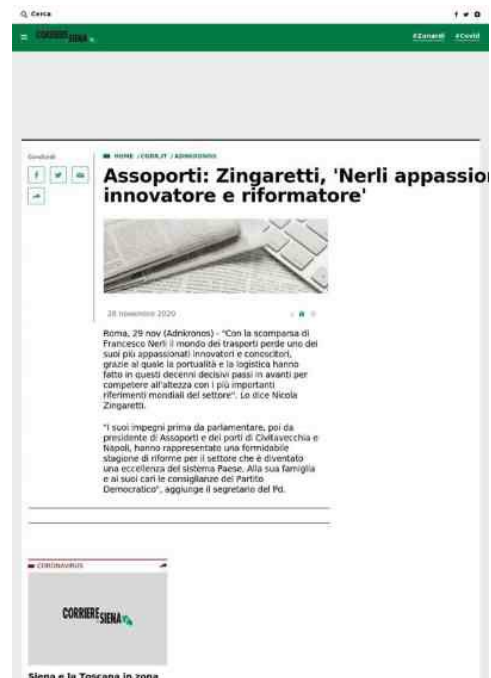 Cerca
CORRIERE SIENA
#Zanardi #Covid
Condividi
HOME / CORR.IT / ADNKRONOS
Assoporti: Zingaretti, 'Nerli appassion
innovatore e riformatore'
28 novembre 2020
Roma, 29 nov (Adnkronos) - "Con la scomparsa di
Francesco Nerli il mondo dei trasporti perde uno dei
suoi più appassionati innovatori e conoscitori,
grazie al quale la portualità e la logistica hanno
fatto in questi decenni decisivi passi in avanti per
competere all'altezza con i più importanti
riferimenti mondiali del settore". Lo dice Nicola
Zingaretti.
"I suoi impegni prima da parlamentare, poi da
presidente di Assoporti e dei porti di Civitavecchia e
Napoli, hanno rappresentato una formidabile
stagione di riforme per il settore che è diventato
una eccellenza del sistema Paese. Alla sua famiglia
e ai suoi cari le consiglianze del Partito
Democratico", aggiunge il segretario del Pd.
CORONAVIRUS
CORRIERE SIENA
Siena e la Toscana in zona